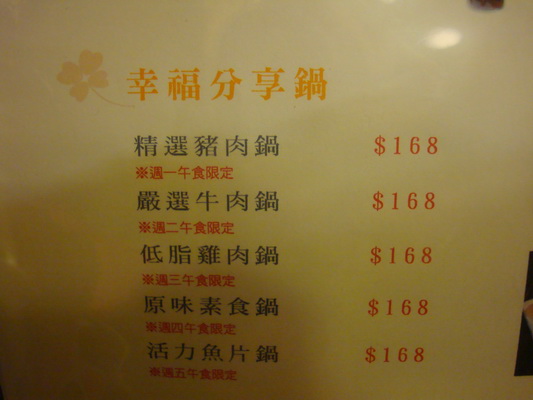 幸福分享鍋
精選豬肉鍋 $168
※週一午食限定
嚴選牛肉鍋 $168
※週二午食限定
低脂雞肉鍋 $168
※週三午食限定
原味素食鍋 $168
※週四午食限定
活力魚片鍋 $168
※週五午食限定